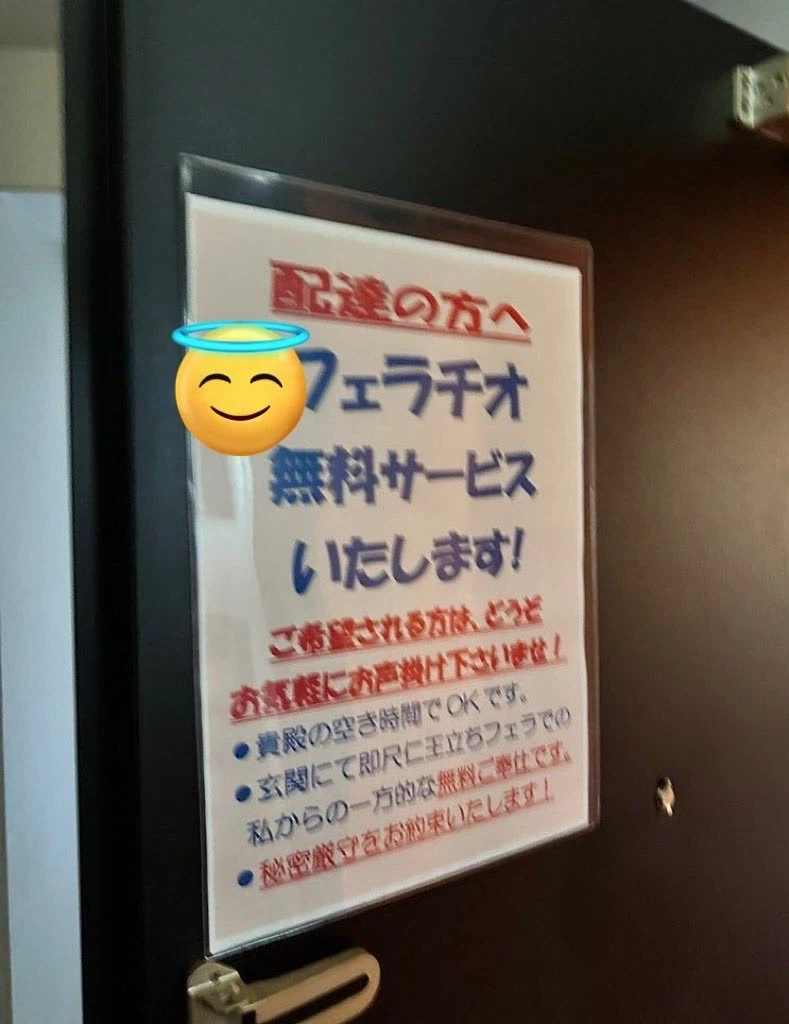 配達の方へ
フェラチオ
無料サービス
いたします!
ご希望される方は、どうぞ
お気軽にお声掛け下さいませ!
●貴殿の空き時間でOKです。
●玄関にて即尺に王立ちフェラでの
私からの一方的な無料ご奉仕です。
●秘密厳守をお約束いたします!